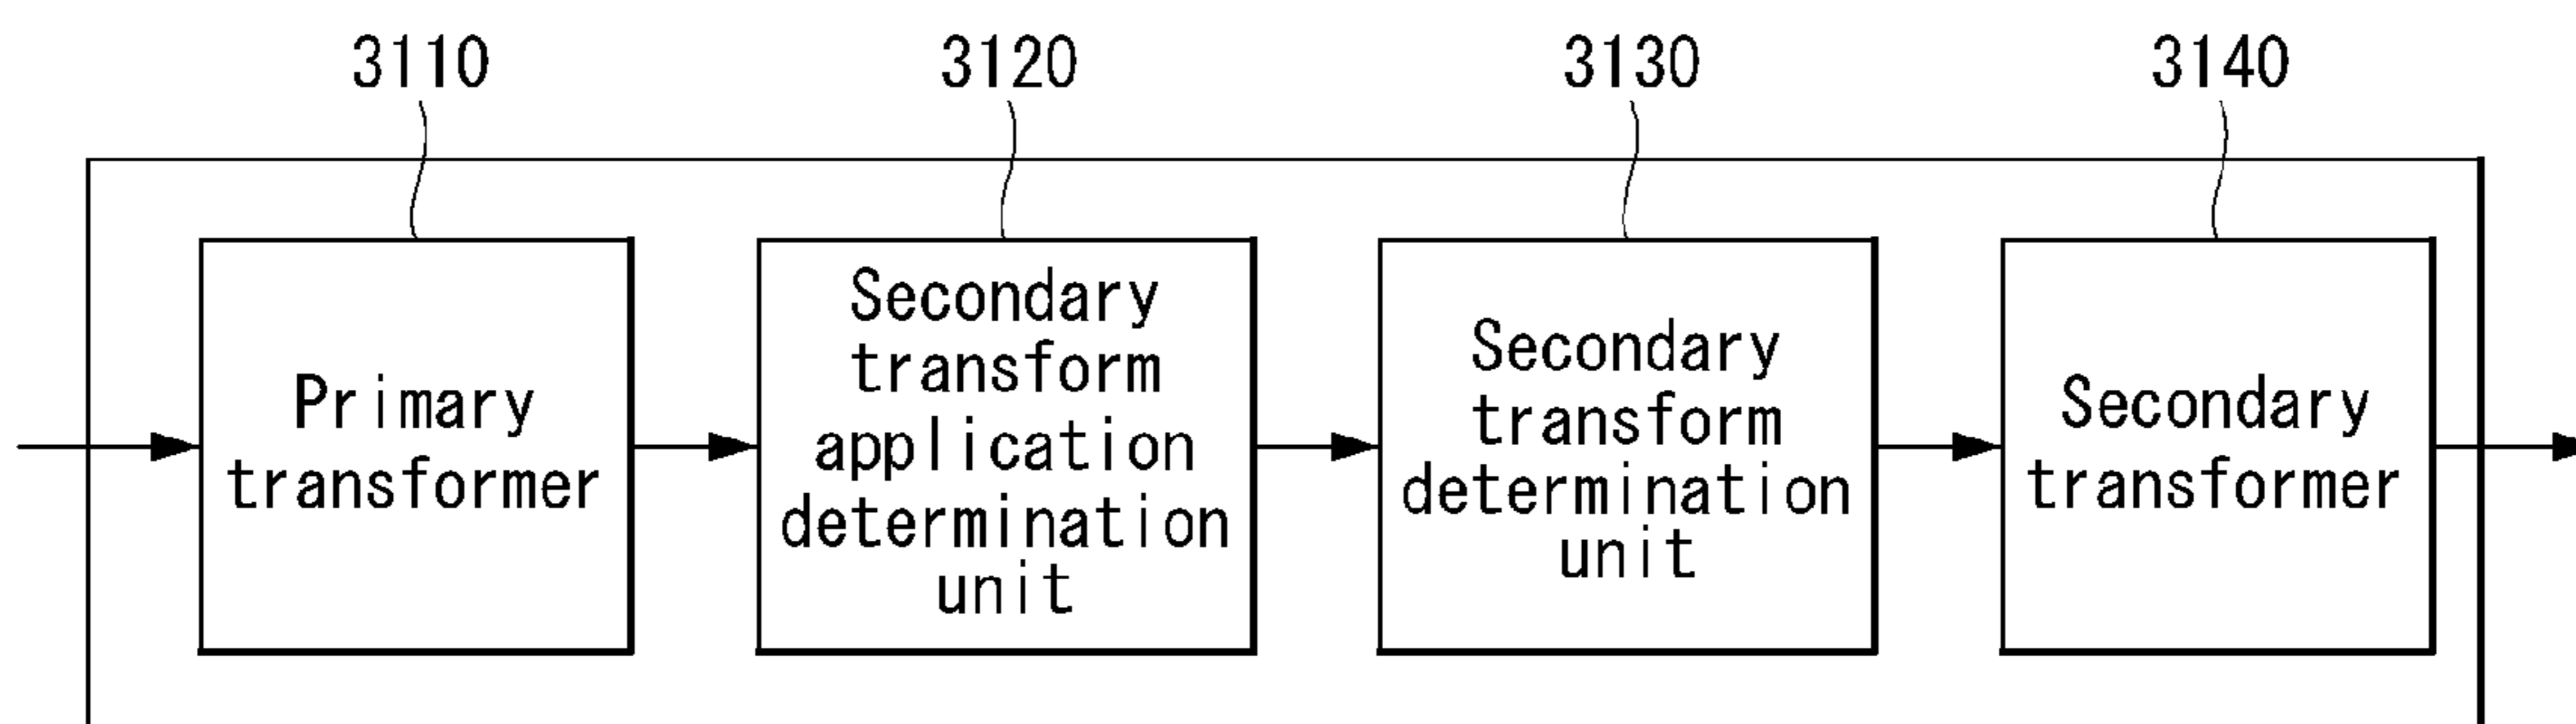 3110
3120
3130
3140
Primary
transformer
Secondary
transform
application
determination
unit
Secondary
transform
determination
unit
Secondary
transformer